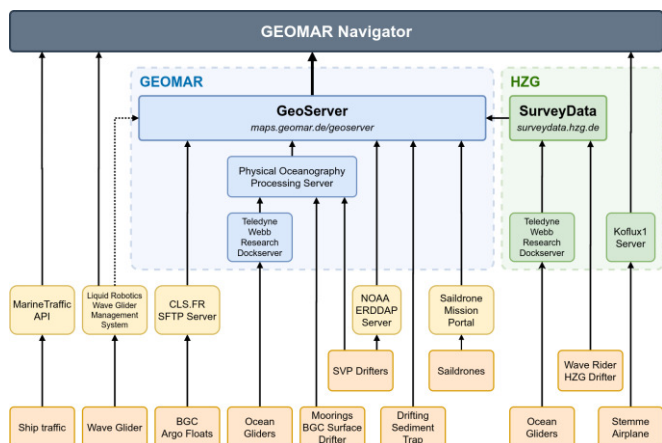 GEOMAR Navigator
GEOMAR
HZG
GeoServer
maps.geomar.de/geoserver
SurveyData
surveydata.hzg.de
Physical Oceanography
Processing Server
Teledyne
Webb
Research
Dockserver
Teledyne
Webb
Research
Dockserver
Koflux1
Server
MarineTraffic
API
Liquid Robotics
Wave Glider
Management
System
CLS.FR
SFTP Server
NOAA
ERDDAP
Server
Saildrone
Mission
Portal
SVP Drifters
Saildrones
Wave Rider
HZG Drifter
Ship traffic
Wave Glider
BGC
Argo Floats
Ocean
Gliders
Moorings
BGC Surface
Drifter
Drifting
Sediment
Trap
Ocean
Gliders
Stemme
Airplane